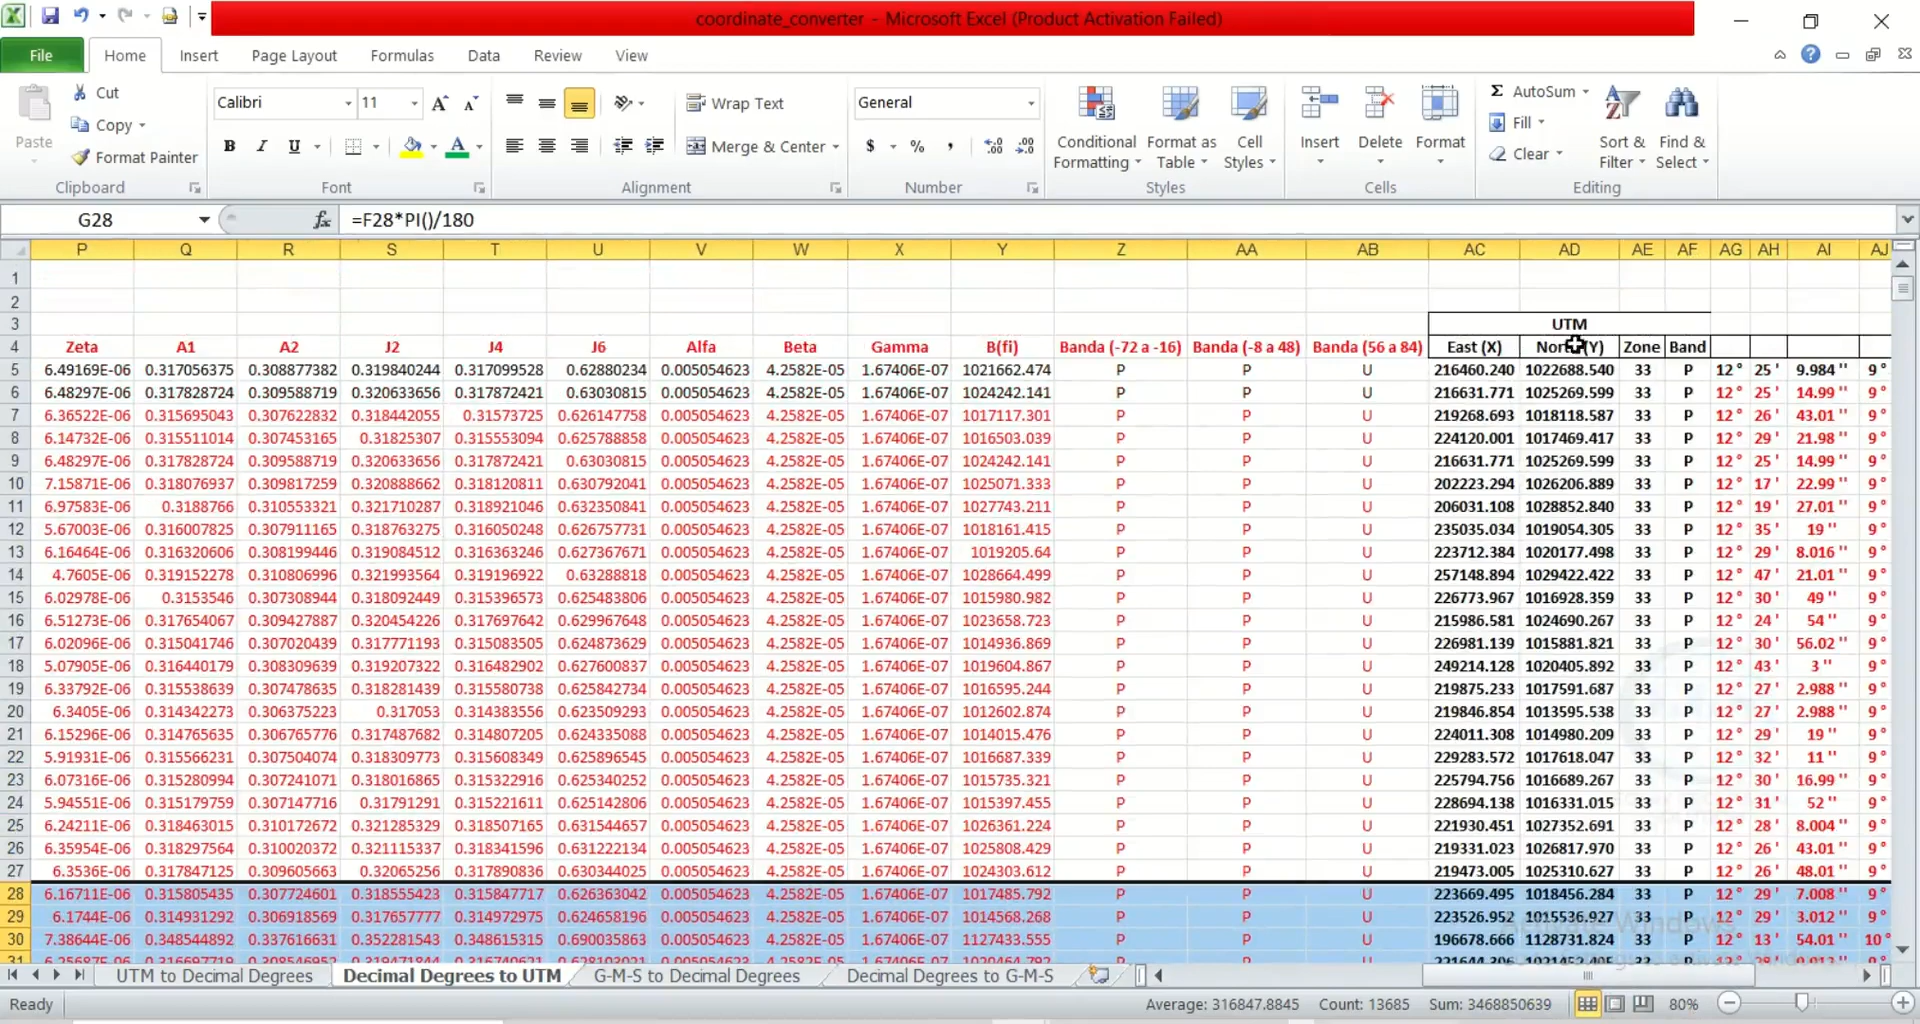 coordinate_converter - Microsoft Excel (Product Activation Failed)
File Home Insert Page Layout Formulas Data Review View
Paste Cut Copy Format Painter Clipboard
Calibri 11 B I U Font
Wrap Text Merge & Center Alignment
General $ % , Number
Conditional Formatting Format as Table Cell Styles Styles
Insert Delete Format Cells
AutoSum Fill Clear Sort & Filter Find & Select Editing
G28 fx =F28*PI()/180
P Q R S T U V W X Y Z AA AB AC AD AE AF AG AH AI AJ
1
2
3 UTM
4 Zeta A1 A2 J2 J4 J6 Alfa Beta Gamma B(fi) Banda (-72 a -16) Banda (-8 a 48) Banda (56 a 84) East (X) (Y) Zone Band
5 6.49169E-06 0.317056375 0.308877382 0.319840244 0.317099528 0.62880234 0.005054623 4.2582E-05 1.67406E-07 1021662.474 P P U 216460.240 1022688.540 33 P 12 ° 25 ' 9.984 '' 9 °
6 6.48297E-06 0.317828724 0.309588719 0.320633656 0.317872421 0.63030815 0.005054623 4.2582E-05 1.67406E-07 1024242.141 P P U 216631.771 1025269.599 33 P 12 ° 25 ' 14.99 '' 9 °
7 6.36522E-06 0.315695043 0.307622832 0.318442055 0.31573725 0.626147758 0.005054623 4.2582E-05 1.67406E-07 1017117.301 P P U 219268.693 1018118.587 33 P 12 ° 26 ' 43.01 '' 9 °
8 6.14732E-06 0.315511014 0.307453165 0.31825307 0.315553094 0.625788858 0.005054623 4.2582E-05 1.67406E-07 1016503.039 P P U 224120.001 1017469.417 33 P 12 ° 29 ' 21.98 '' 9 °
9 6.48297E-06 0.317828724 0.309588719 0.320633656 0.317872421 0.63030815 0.005054623 4.2582E-05 1.67406E-07 1024242.141 P P U 216631.771 1025269.599 33 P 12 ° 25 ' 14.99 '' 9 °
10 7.15871E-06 0.318076937 0.309817259 0.320888662 0.318120811 0.630792041 0.005054623 4.2582E-05 1.67406E-07 1025071.333 P P U 202223.294 1026206.889 33 P 12 ° 17 ' 22.99 '' 9 °
11 6.97583E-06 0.3188766 0.310553321 0.321710287 0.318921046 0.632350841 0.005054623 4.2582E-05 1.67406E-07 1027743.211 P P U 206031.108 1028852.840 33 P 12 ° 19 ' 27.01 '' 9 °
12 5.67003E-06 0.316007825 0.307911165 0.318763275 0.316050248 0.626757731 0.005054623 4.2582E-05 1.67406E-07 1018161.415 P P U 235035.034 1019054.305 33 P 12 ° 35 ' 19 '' 9 °
13 6.16464E-06 0.316320606 0.308199446 0.319084512 0.316363246 0.627367671 0.005054623 4.2582E-05 1.67406E-07 1019205.64 P P U 223712.384 1020177.498 33 P 12 ° 29 ' 8.016 '' 9 °
14 4.7605E-06 0.319152278 0.310806996 0.321993564 0.319196922 0.63288818 0.005054623 4.2582E-05 1.67406E-07 1028664.499 P P U 257148.894 1029422.422 33 P 12 ° 47 ' 21.01 '' 9 °
15 6.02978E-06 0.3153546 0.307308944 0.318092449 0.315396573 0.625483806 0.005054623 4.2582E-05 1.67406E-07 1015980.982 P P U 226773.967 1016928.359 33 P 12 ° 30 ' 49 '' 9 °
16 6.51273E-06 0.317654067 0.309427887 0.320454226 0.317697642 0.629967648 0.005054623 4.2582E-05 1.67406E-07 1023658.723 P P U 215986.581 1024690.267 33 P 12 ° 24 ' 54 '' 9 °
17 6.02096E-06 0.315041746 0.307020439 0.317771193 0.315083505 0.624873629 0.005054623 4.2582E-05 1.67406E-07 1014936.869 P P U 226981.139 1015881.821 33 P 12 ° 30 ' 56.02 '' 9 °
18 5.07905E-06 0.316440179 0.308309639 0.319207322 0.316482902 0.627600837 0.005054623 4.2582E-05 1.67406E-07 1019604.867 P P U 249214.128 1020405.892 33 P 12 ° 43 ' 3 '' 9 °
19 6.33792E-06 0.315538639 0.307478635 0.318281439 0.315580738 0.625842734 0.005054623 4.2582E-05 1.67406E-07 1016595.244 P P U 219875.233 1017591.687 33 P 12 ° 27 ' 2.988 '' 9 °
20 6.3405E-06 0.314342273 0.306375223 0.317053 0.314383556 0.623509293 0.005054623 4.2582E-05 1.67406E-07 1012602.874 P P U 219846.854 1013595.538 33 P 12 ° 27 ' 2.988 '' 9 °
21 6.15296E-06 0.314765635 0.306765776 0.317487682 0.314807205 0.624335088 0.005054623 4.2582E-05 1.67406E-07 1014015.476 P P U 224011.308 1014980.209 33 P 12 ° 29 ' 19 '' 9 °
22 5.91931E-06 0.315566231 0.307504074 0.318309773 0.315608349 0.625896545 0.005054623 4.2582E-05 1.67406E-07 1016687.339 P P U 229283.572 1017618.047 33 P 12 ° 32 ' 11 '' 9 °
23 6.07316E-06 0.315280994 0.307241071 0.318016865 0.315322916 0.625340252 0.005054623 4.2582E-05 1.67406E-07 1015735.321 P P U 225794.756 1016689.267 33 P 12 ° 30 ' 16.99 '' 9 °
24 5.94551E-06 0.315179759 0.307147716 0.31791291 0.315221611 0.625142806 0.005054623 4.2582E-05 1.67406E-07 1015397.455 P P U 228694.138 1016331.015 33 P 12 ° 31 ' 52 '' 9 °
25 6.24211E-06 0.318463015 0.310172672 0.321285329 0.318507165 0.631544657 0.005054623 4.2582E-05 1.67406E-07 1026361.224 P P U 221930.451 1027352.691 33 P 12 ° 28 ' 8.004 '' 9 °
26 6.35954E-06 0.318297564 0.310020372 0.321115337 0.318341596 0.631222134 0.005054623 4.2582E-05 1.67406E-07 1025808.429 P P U 219331.023 1026817.970 33 P 12 ° 26 ' 43.01 '' 9 °
27 6.3536E-06 0.317847125 0.309605663 0.32065256 0.317890836 0.630344025 0.005054623 4.2582E-05 1.67406E-07 1024303.612 P P U 219473.005 1025310.627 33 P 12 ° 26 ' 48.01 '' 9 °
28 6.16711E-06 0.315805435 0.307724601 0.318555423 0.315847717 0.626363042 0.005054623 4.2582E-05 1.67406E-07 1017485.792 P P U 223669.495 1018456.284 33 P 12 ° 29 ' 7.008 '' 9 °
29 6.1744E-06 0.314931292 0.306918569 0.317657777 0.314972975 0.624658196 0.005054623 4.2582E-05 1.67406E-07 1014568.268 P P U 223526.952 1015536.927 33 P 12 ° 29 ' 3.012 '' 9 °
30 7.38644E-06 0.348544892 0.337616631 0.352281543 0.348615315 0.690035863 0.005054623 4.2582E-05 1.67406E-07 1127433.555 P P U 196678.666 1128731.824 33 P 12 ° 13 ' 54.01 '' 10 °
Activate Windows
UTM to Decimal Degrees Decimal Degrees to UTM G-M-S to Decimal Degrees Decimal Degrees to G-M-S
Ready Average: 316847.8845 Count: 13685 Sum: 3468850639 80%